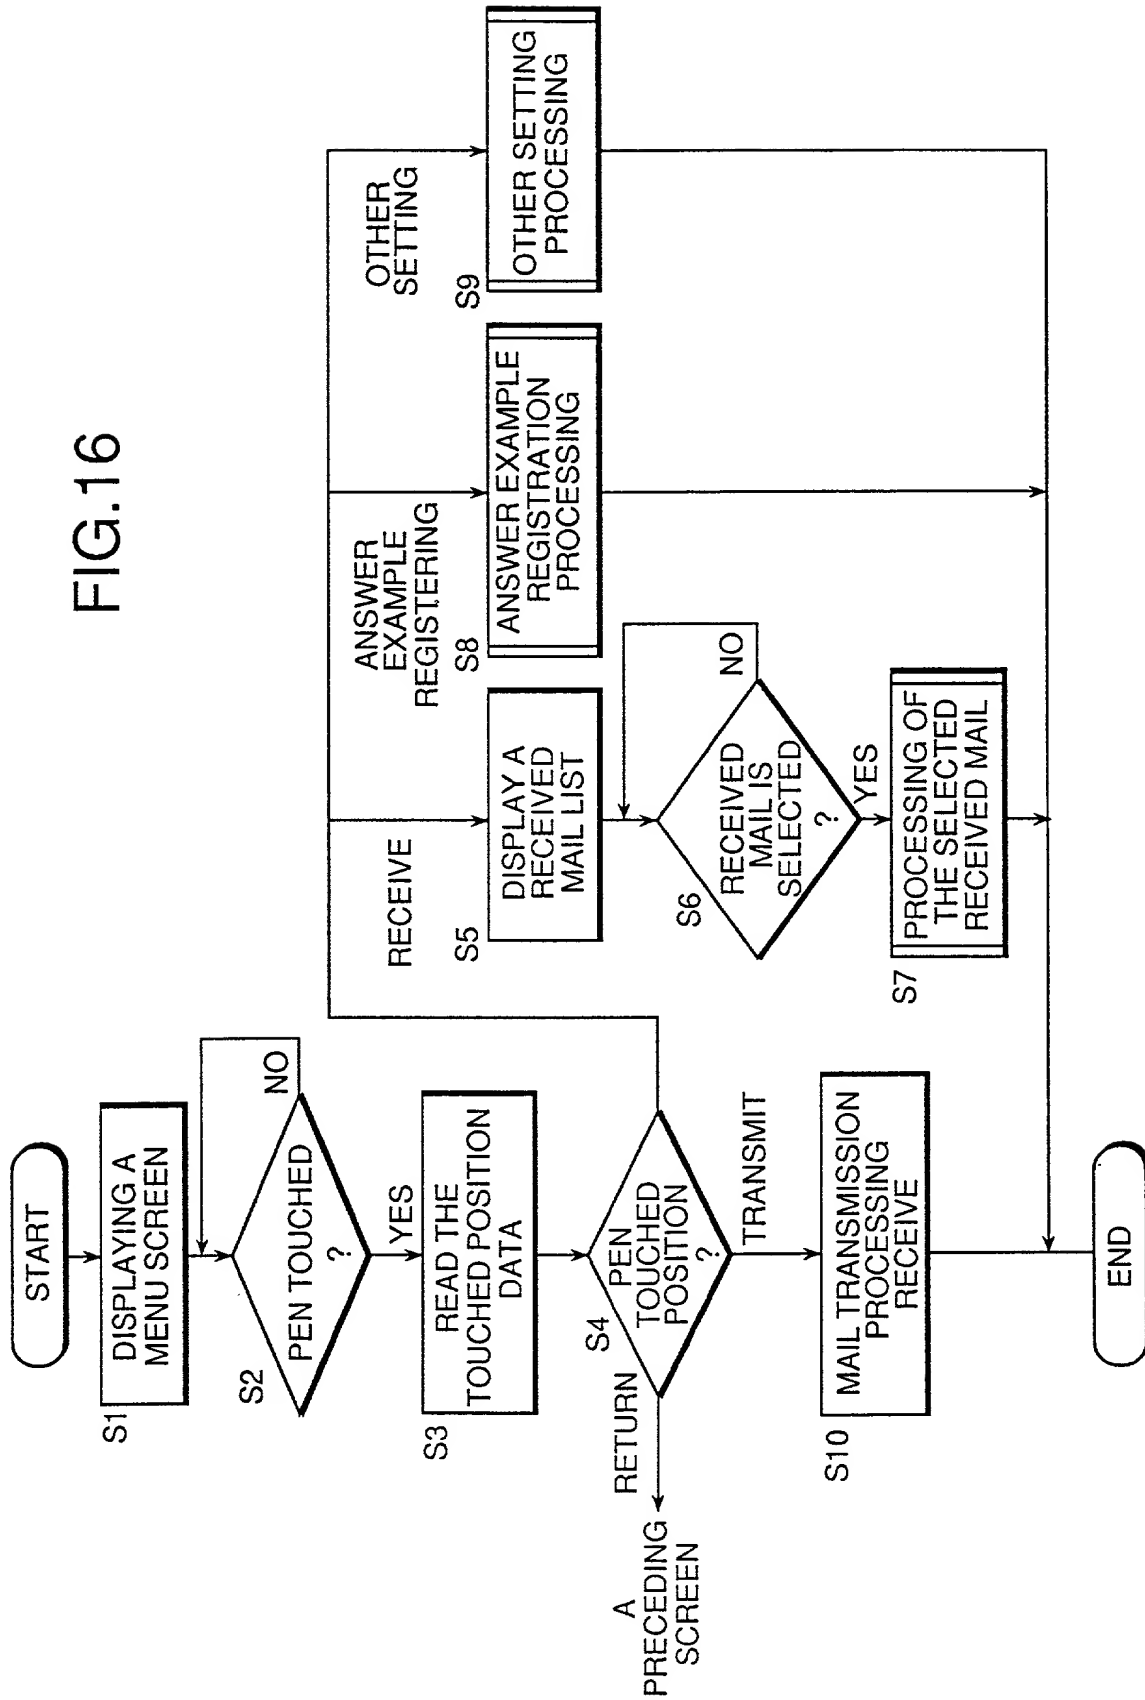 FIG.16
START
S1
DISPLAYING A
MENU SCREEN
S2
PEN TOUCHED
?
NO
YES
S3
READ THE
TOUCHED POSITION
DATA
S4
PEN
TOUCHED
POSITION
?
RETURN
A
PRECEDING
SCREEN
TRANSMIT
S10
MAIL TRANSMISSION
PROCESSING
RECEIVE
END
RECEIVE
S5
DISPLAY A
RECEIVED
MAIL LIST
S6
RECEIVED
MAIL IS
SELECTED
?
NO
YES
S7
PROCESSING OF
THE SELECTED
RECEIVED MAIL
ANSWER
EXAMPLE
REGISTERING
S8
ANSWER EXAMPLE
REGISTRATION
PROCESSING
OTHER
SETTING
S9
OTHER SETTING
PROCESSING